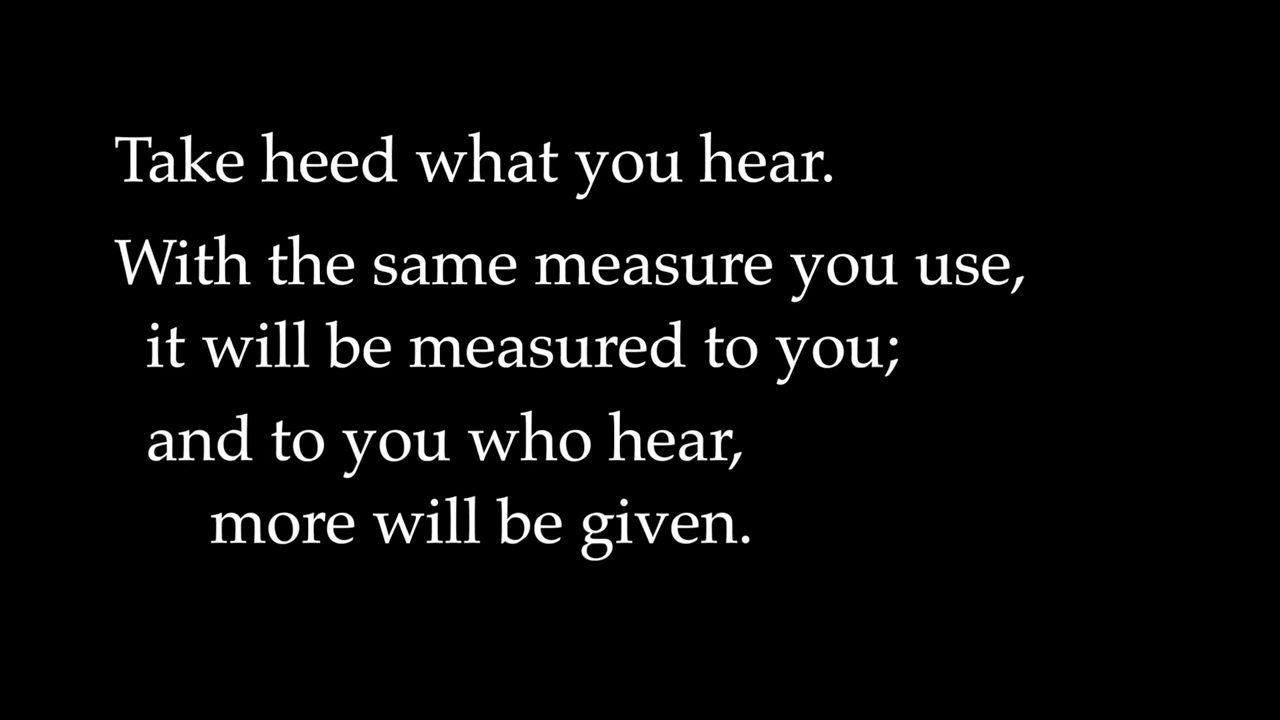 Take heed what you hear.
With the same measure you use,
it will be measured to you;
and to you who hear,
more will be given.